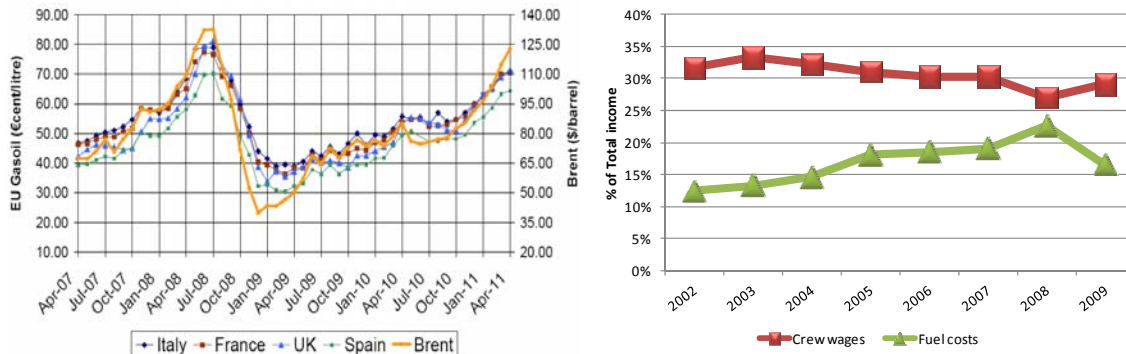 EU Gasoil (€cent/litre)
90.00
80.00
70.00
60.00
50.00
40.00
30.00
20.00
10.00
140.00
125.00
110.00
95.00
80.00
65.00
50.00
35.00
20.00
Brent ($/barrel)
Apr-07
Jul-07
Oct-07
Jan-08
Apr-08
Jul-08
Oct-08
Jan-09
Apr-09
Jul-09
Oct-09
Jan-10
Apr-10
Jul-10
Oct-10
Jan-11
Apr-11
Italy France UK Spain Brent
% of Total income
40%
35%
30%
25%
20%
15%
10%
5%
0%
2002 2003 2004 2005 2006 2007 2008 2009
Crew wages Fuel costs